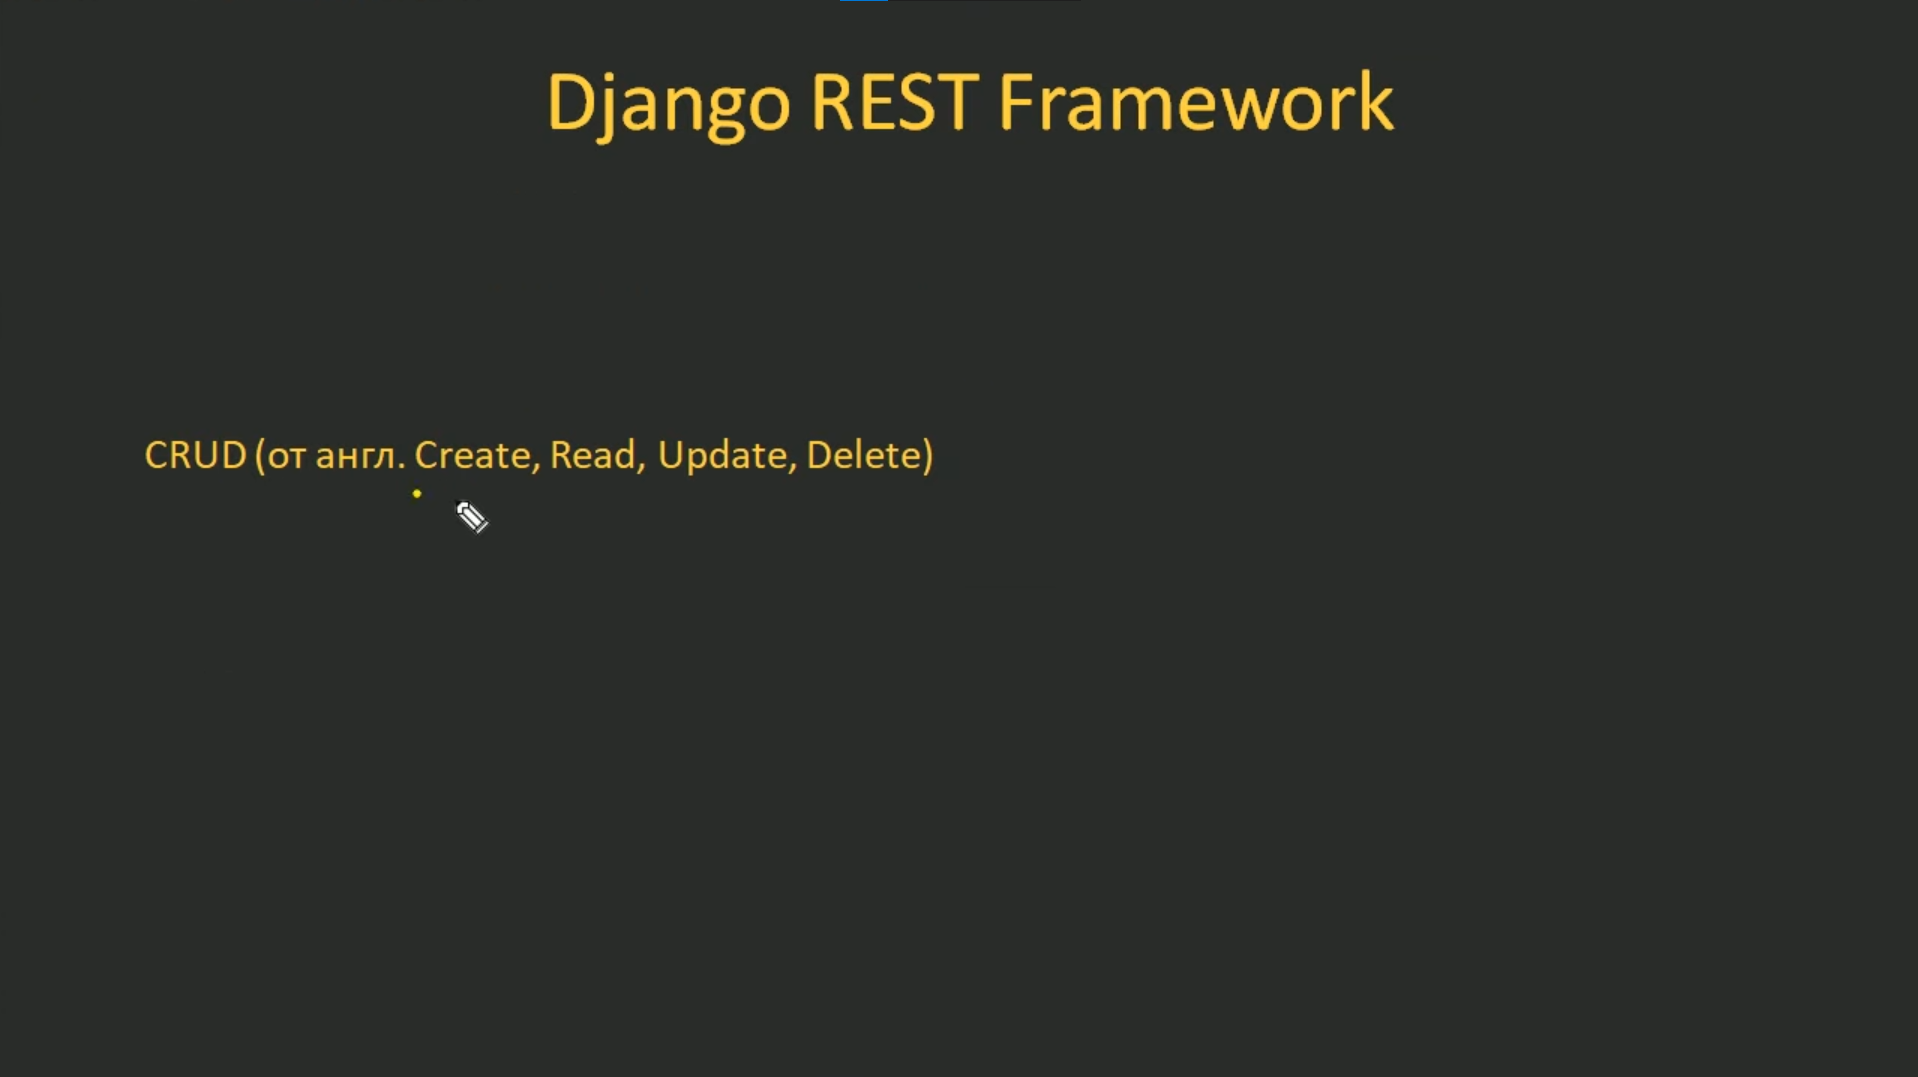 Django REST Framework
CRUD (от англ. Create, Read, Update, Delete)